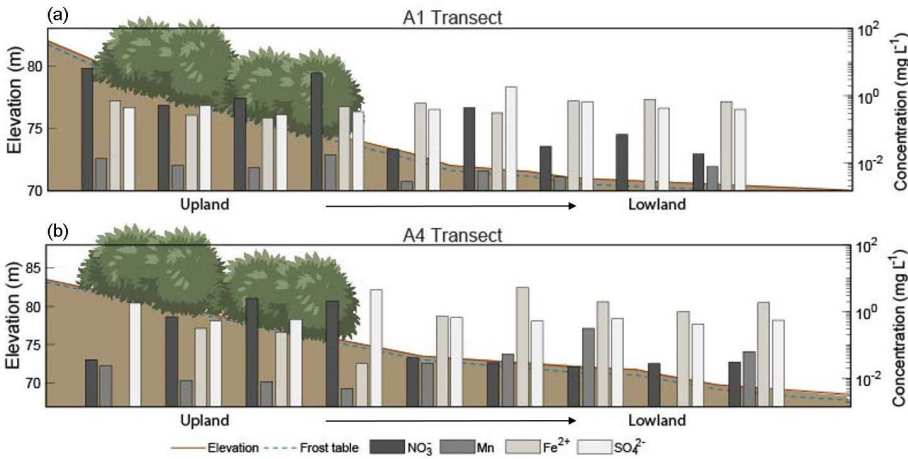 (a)
A1 Transect
Elevation (m)
80
75
70
10²
10⁰
10⁻²
Concentration (mg L⁻¹)
Upland
Lowland
(b)
A4 Transect
Elevation (m)
85
80
75
70
10²
10⁰
10⁻²
Concentration (mg L⁻¹)
Upland
Lowland
Elevation Frost table NO₃⁻ Mn Fe²⁺ SO₄²⁻